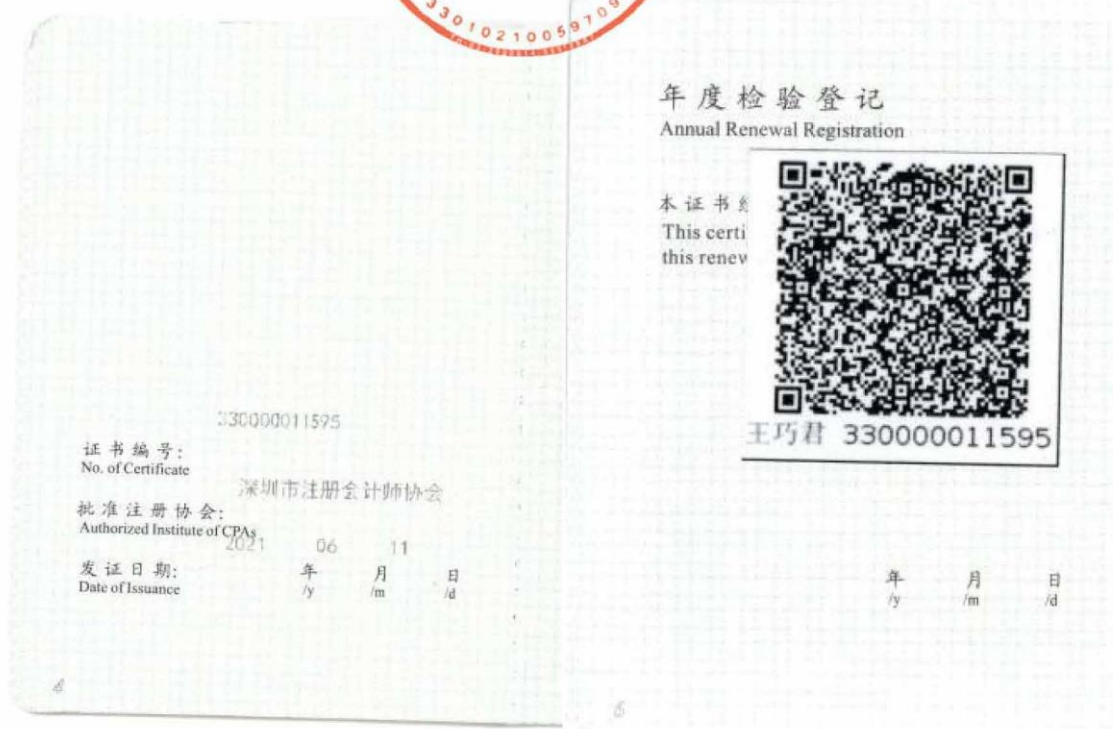 3301021005970
330000011595
证书编号:
No. of Certificate
深圳市注册会计师协会
批准注册协会:
Authorized Institute of CPAs
2021 06 11
发证日期: 年 月 日
Date of Issuance /y /m /d
年度检验登记
Annual Renewal Registration
本证书经
This certi
this renew
王巧君 330000011595
年 月 日
/y /m /d
6